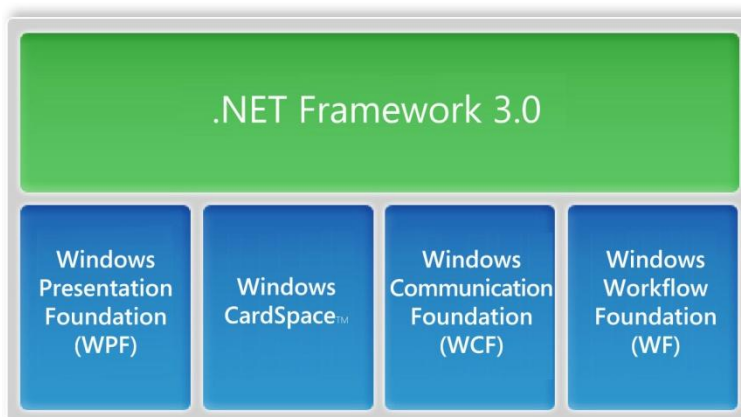 .NET Framework 3.0
Windows
Presentation
Foundation
(WPF)
Windows
CardSpace™
Windows
Communication
Foundation
(WCF)
Windows
Workflow
Foundation
(WF)